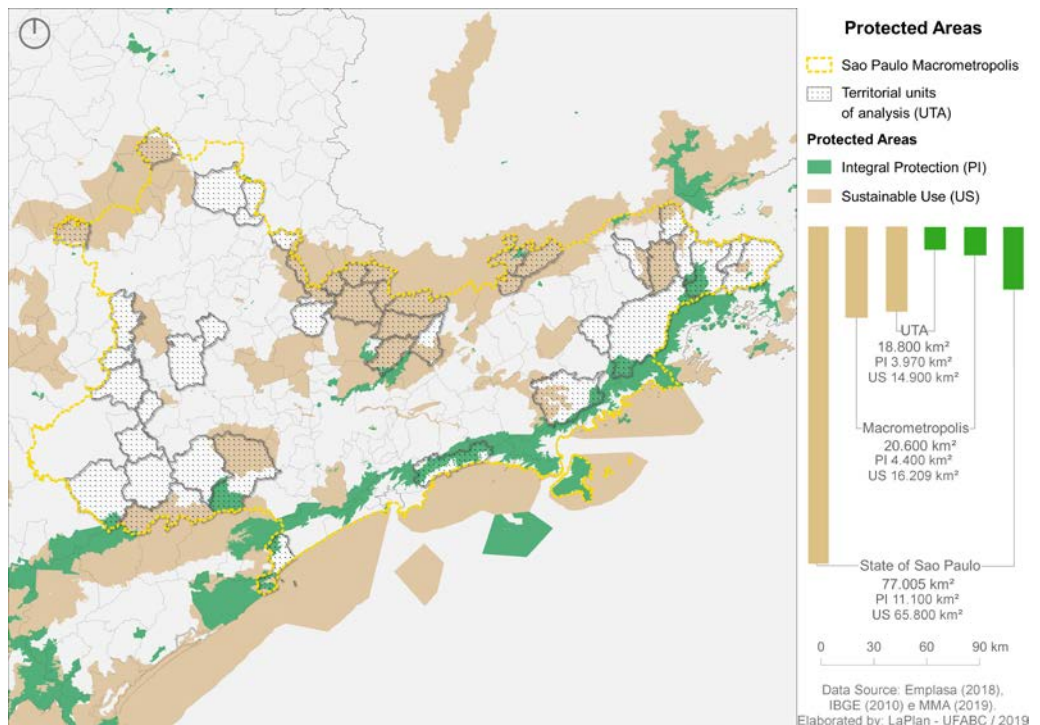 Protected Areas
Sao Paulo Macrometropolis
Territorial units
of analysis (UTA)
Protected Areas
Integral Protection (PI)
Sustainable Use (US)
UTA
18.800 km²
PI 3.970 km²
US 14.900 km²
Macrometropolis
20.600 km²
PI 4.400 km²
US 16.209 km²
State of Sao Paulo
77.005 km²
PI 11.100 km²
US 65.800 km²
0 30 60 90 km
Data Source: Emplasa (2018),
IBGE (2010) e MMA (2019).
Elaborated by: LaPlan - UFABC / 2019